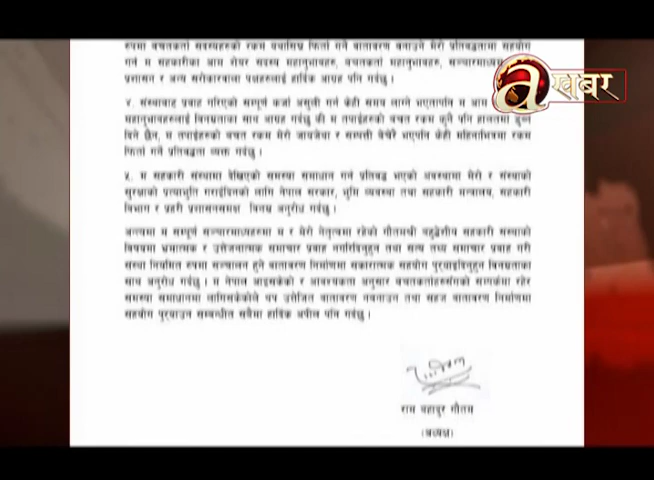 रुपमा बचतकर्ता सदस्यहरुको रकम यथासिघ्र फिर्ता गर्ने वातावरण बनाउने मेरो प्रतिबद्धतामा सहयोग
गर्न म सहकारीका आम शेयर सदस्य महानुभावहरु, बचतकर्ता महानुभावहरु, सञ्चारमाध्यम
प्रशासन र अन्य सरोकारवाला पक्षहरुलाई हार्दिक आग्रह पनि गर्दछु ।
४. संस्थाबाट प्रवाह गरिएको सम्पूर्ण कर्जा असुली गर्न केही समय लाग्ने भएतापनि म आम
महानुभावहरुलाई विनम्रताका साथ आग्रह गर्दछु की म तपाईहरुको बचत रकम कुनै पनि हालतमा डुब्न
दिने छैन, म तपाईहरुको बचत रकम मेरो जायजेथा र सम्पत्ती बेचेरै भएपनि केही महिनाभित्रमा रकम
फिर्ता गर्ने प्रतिबद्धता व्यक्त गर्दछु ।
५. म सहकारी संस्थामा देखिएको समस्या समाधान गर्न प्रतिबद्ध भएको अवस्थामा मेरो र संस्थाको
सुरक्षाको प्रत्याभुति गराईदिनको लागि नेपाल सरकार, भुमि व्यवस्था तथा सहकारी मन्त्रालय, सहकारी
विभाग र प्रहरी प्रशासनसमक्ष विनम्र अनुरोध गर्दछु ।
अन्त्यमा म सम्पूर्ण सञ्चारमाध्यहरुमा म र मेरो नेतृत्वमा रहेको गौतमश्री बहुद्देशीय सहकारी संस्थाको
विषयमा भ्रमात्मक र उत्तेजनात्मक समाचार प्रवाह नगरिदिनुहुन तथा सत्य तथ्य समाचार प्रवाह गरी
संस्था नियमित रुपमा सञ्चालन हुने वातावरण निर्माणमा सकारात्मक सहयोग पुर्‍याइदिनुहुन विनम्रताका
साथ अनुरोध गर्दछु । म नेपाल आइसकेको र आवश्यकता अनुसार बचतकर्ताहरुसँगको सम्पर्कमा रहेर
समस्या समाधानमा लागिसकेकोले थप उत्तेजित वातावरण नबनाउन तथा सहज वातावरण निर्माणमा
सहयोग पुर्‍याउन सम्बन्धीत सबैमा हार्दिक अपील पनि गर्दछु ।
राम बहादुर गौतम
(अध्यक्ष)
a खबर